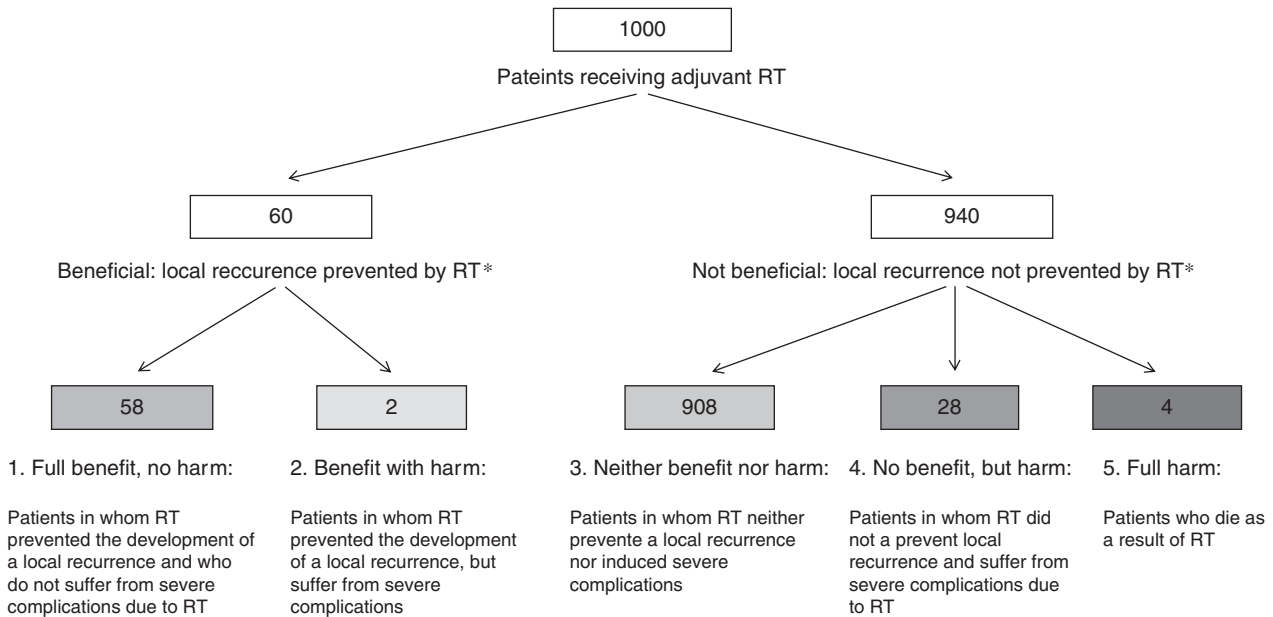 1000
Pateints receiving adjuvant RT
60
940
Beneficial: local reccurence prevented by RT*
Not beneficial: local recurrence not prevented by RT*
58
2
908
28
4
1. Full benefit, no harm:
Patients in whom RT
prevented the development of
a local recurrence and who
do not suffer from severe
complications due to RT
2. Benefit with harm:
Patients in whom RT
prevented the development
of a local recurrence, but
suffer from severe
complications
3. Neither benefit nor harm:
Patients in whom RT neither
prevente a local recurrence
nor induced severe
complications
4. No benefit, but harm:
Patients in whom RT did
not a prevent local
recurrence and suffer from
severe complications due
to RT
5. Full harm:
Patients who die as
a result of RT